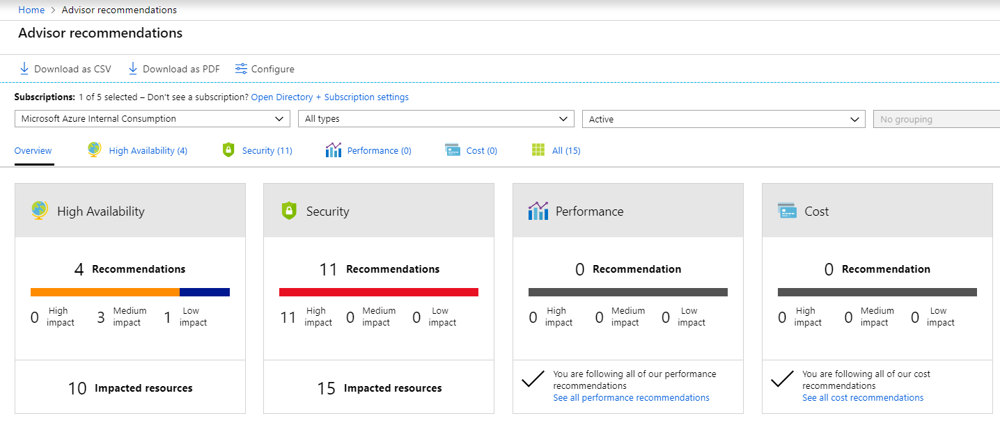 Home > Advisor recommendations
Advisor recommendations
Download as CSV Download as PDF Configure
Subscriptions: 1 of 5 selected – Don't see a subscription? Open Directory + Subscription settings
Microsoft Azure Internal Consumption All types Active No grouping
Overview High Availability (4) Security (11) Performance (0) Cost (0) All (15)
High Availability Security Performance Cost
4 Recommendations 11 Recommendations 0 Recommendation 0 Recommendation
0 High impact 3 Medium impact 1 Low impact
11 High impact 0 Medium impact 0 Low impact
0 High impact 0 Medium impact 0 Low impact
0 High impact 0 Medium impact 0 Low impact
10 Impacted resources
15 Impacted resources
You are following all of our performance
recommendations
See all performance recommendations
You are following all of our cost
recommendations
See all cost recommendations